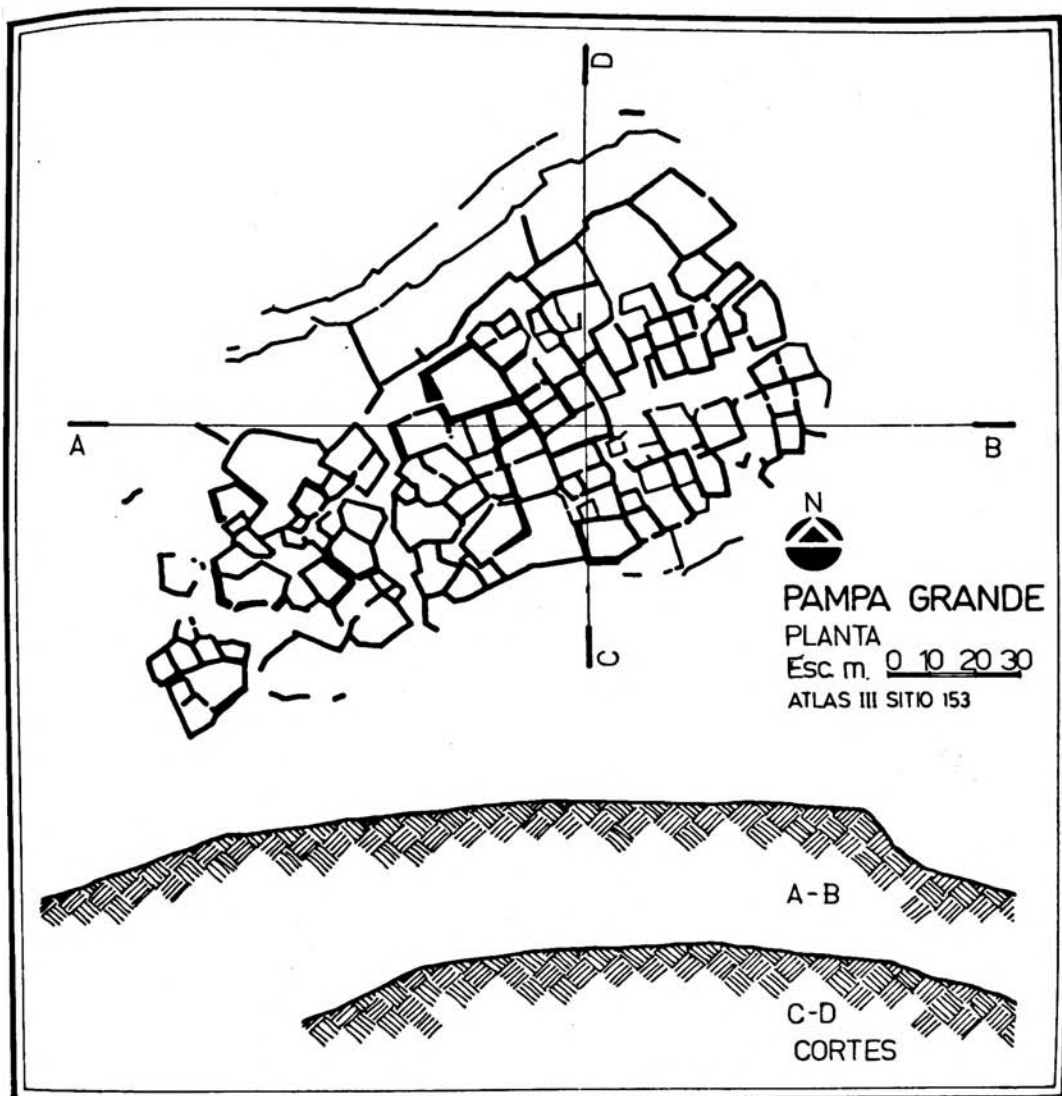 D
A
B
N
C
PAMPA GRANDE
PLANTA
Esc. m. 0 10 20 30
ATLAS III SITIO 153
A-B
C-D
CORTES